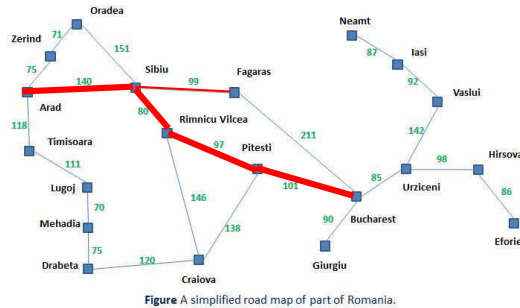 Oradea
Neamt
71
Zerind
87
Iasi
151
75
Sibiu
92
140
99
Fagaras
Vaslui
Arad
80
Rimnicu Vilcea
118
142
Timisoara
97
Pitesti
211
Hirsova
98
111
85
Lugoj
101
Urziceni
146
86
70
Bucharest
Mehadia
90
138
Eforie
75
120
Giurgiu
Drabeta
Craiova
Figure A simplified road map of part of Romania.